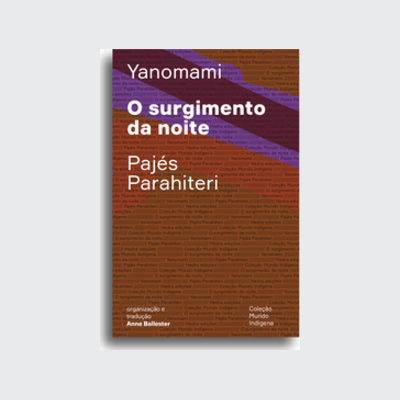 Yanomami
O surgimento
da noite
Pajés
Parahiteri
organização e
tradução
Anne Ballester
Coleção
Mundo
Indígena